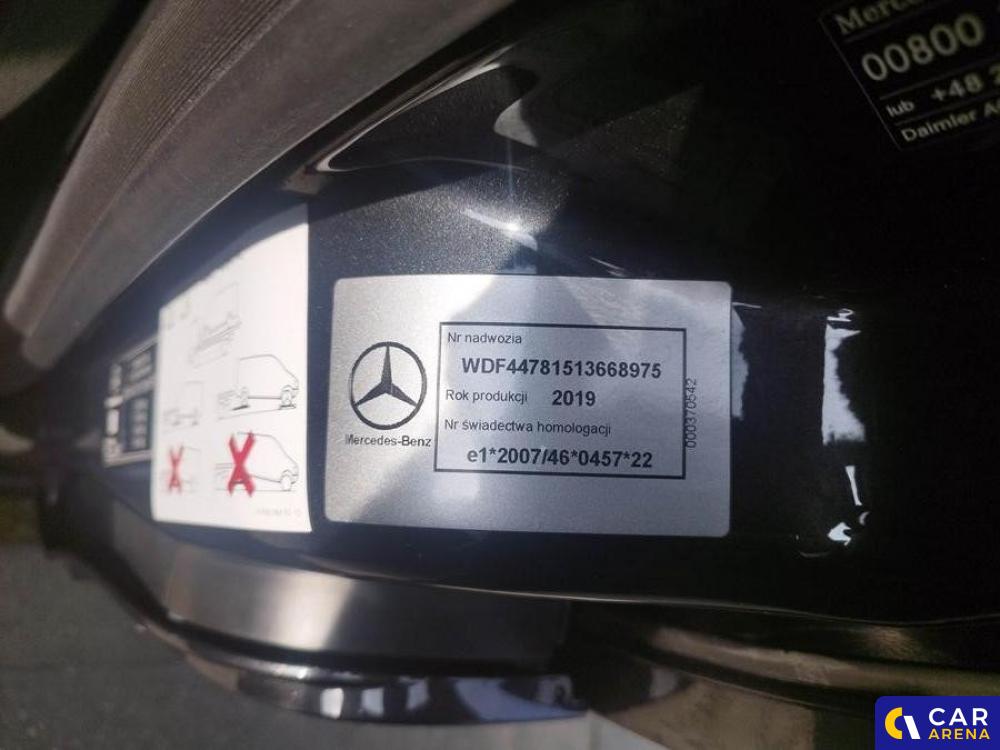 00800
lub +48
Daimler
Nr nadwozia
WDF44781513668975
Rok produkcji 2019
Nr świadectwa homologacji
e1*2007/46*0457*22
Mercedes-Benz
000370542
CAR
ARENA